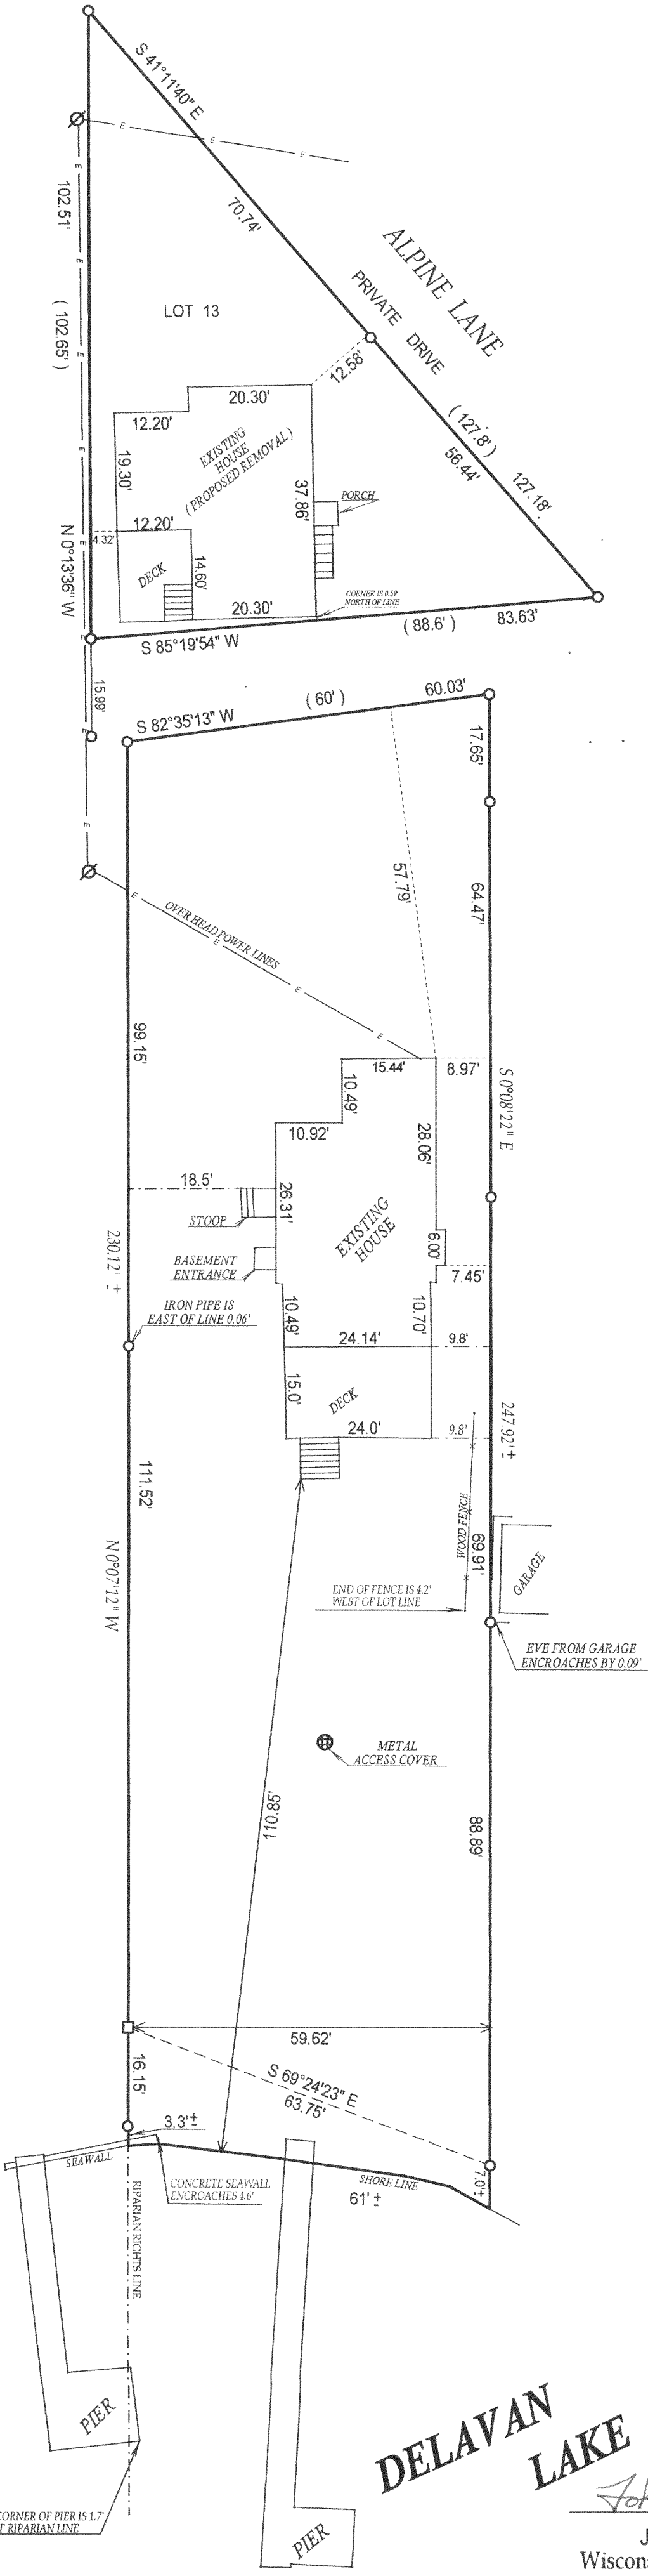 S 41°11'40" E
E
E
E
E
102.51'
( 102.65' )
70.74'
ALPINE LANE
PRIVATE DRIVE
LOT 13
12.58'
20.30'
12.20'
EXISTING
HOUSE
( PROPOSED REMOVAL)
( 127.8' )
56.44'
127.18'
19.30'
37.86'
PORCH
12.20'
4.32'
DECK
14.60'
20.30'
CORNER IS 0.59'
NORTH OF LINE
N 0°13'36" W
S 85°19'54" W
( 88.6' )
83.63'
15.99'
S 82°35'13" W
( 60' )
60.03'
17.65'
E
E
57.79'
64.47'
E
OVER HEAD POWER LINES
E
E
E
99.15'
15.44'
8.97'
S 0°08'22" E
10.49'
10.92'
28.06'
18.5'
26.31'
STOOP
EXISTING
HOUSE
6.00'
BASEMENT
ENTRANCE
7.45'
230.12' ±
IRON PIPE IS
EAST OF LINE 0.06'
10.49'
10.70'
24.14'
9.8'
15.0'
DECK
24.0'
9.8'
247.92' ±
111.52'
WOOD FENCE
69.91'
GARAGE
N 0°07'12" W
END OF FENCE IS 4.2'
WEST OF LOT LINE
EVE FROM GARAGE
ENCROACHES BY 0.09'
METAL
ACCESS COVER
110.85'
88.89'
59.62'
S 69°24'23" E
63.75'
16.15'
3.3'±
SEAWALL
CONCRETE SEAWALL
ENCROACHES 4.6'
SHORE LINE
7.0'±
61' ±
RIPARIAN RIGHTS LINE
PIER
DELAVAN
LAKE
CORNER OF PIER IS 1.7'
F RIPARIAN LINE
PIER
J
Wiscons